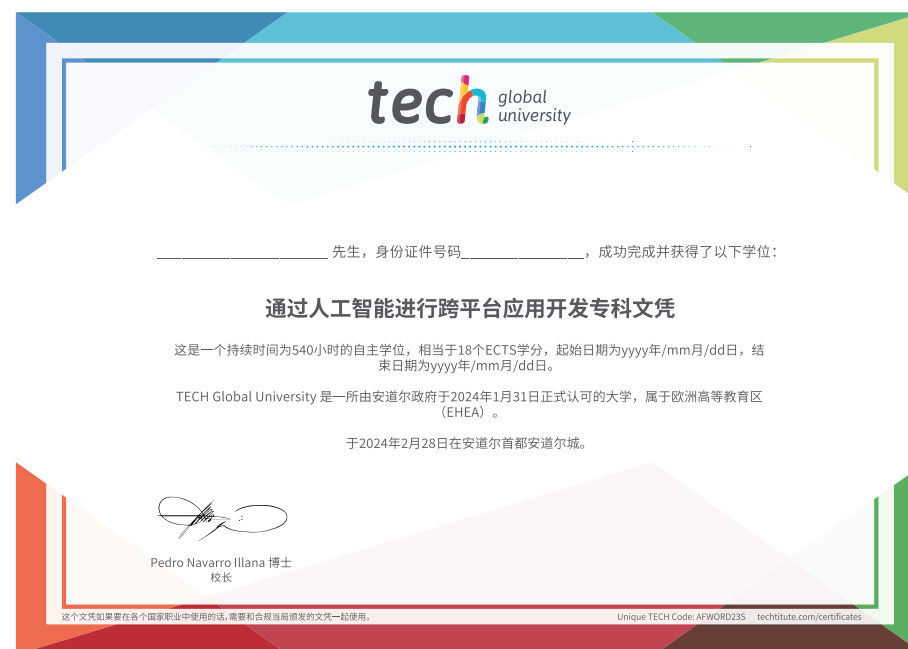 tech global
university
_____________________ 先生，身份证件号码_______________，成功完成并获得了以下学位：
通过人工智能进行跨平台应用开发专科文凭
这是一个持续时间为540小时的自主学位，相当于18个ECTS学分，起始日期为yyyy年/mm月/dd日，结
束日期为yyyy年/mm月/dd日。
TECH Global University 是一所由安道尔政府于2024年1月31日正式认可的大学，属于欧洲高等教育区
（EHEA）。
于2024年2月28日在安道尔首都安道尔城。
Pedro Navarro Illana 博士
校长
这个文凭如果要在各个国家职业中使用的话，需要和合规当局颁发的文凭一起使用。
Unique TECH Code: AFWORD23S techtitute.com/certificates